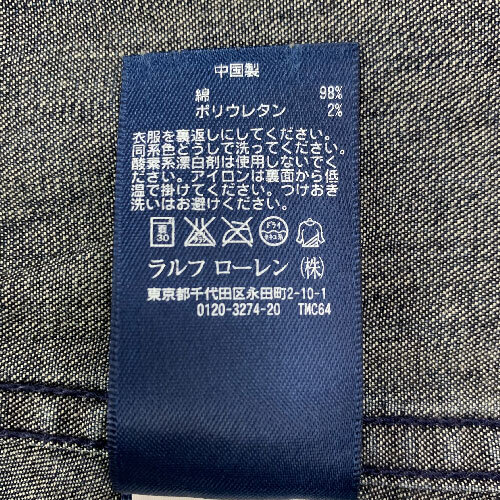 中国製
綿 98%
ポリウレタン 2%
衣服を裏返しにしてください。
同系色どうしで洗ってください。
酸素系漂白剤は使用しないでく
ださい。アイロンは裏面から低
温で掛けてください。つけおき
洗いはお避けください。
30 ドライ
ラルフ ローレン (株)
東京都千代田区永田町2-10-1
0120-3274-20 TMC64